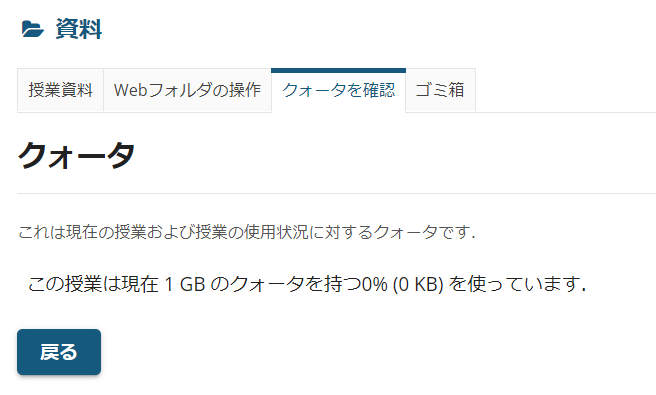 資料
授業資料 Webフォルダの操作 クォータを確認 ゴミ箱
クォータ
これは現在の授業および授業の使用状況に対するクォータです.
この授業は現在 1 GB のクォータを持つ0% (0 KB) を使っています.
戻る